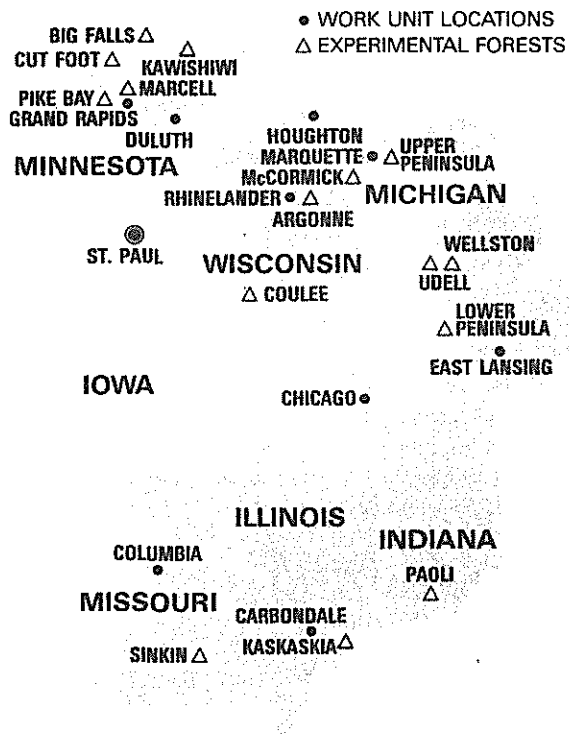 ● WORK UNIT LOCATIONS
△ EXPERIMENTAL FORESTS
BIG FALLS
CUT FOOT
KAWISHIWI
MARCELL
PIKE BAY
GRAND RAPIDS
DULUTH
MINNESOTA
HOUGHTON
MARQUETTE
UPPER
PENINSULA
McCORMICK
MICHIGAN
RHINELANDER
ARGONNE
ST. PAUL
WISCONSIN
WELLSTON
UDELL
COULEE
LOWER
PENINSULA
EAST LANSING
IOWA
CHICAGO
ILLINOIS
INDIANA
COLUMBIA
PAOLI
MISSOURI
CARBONDALE
KASKASKIA
SINKIN